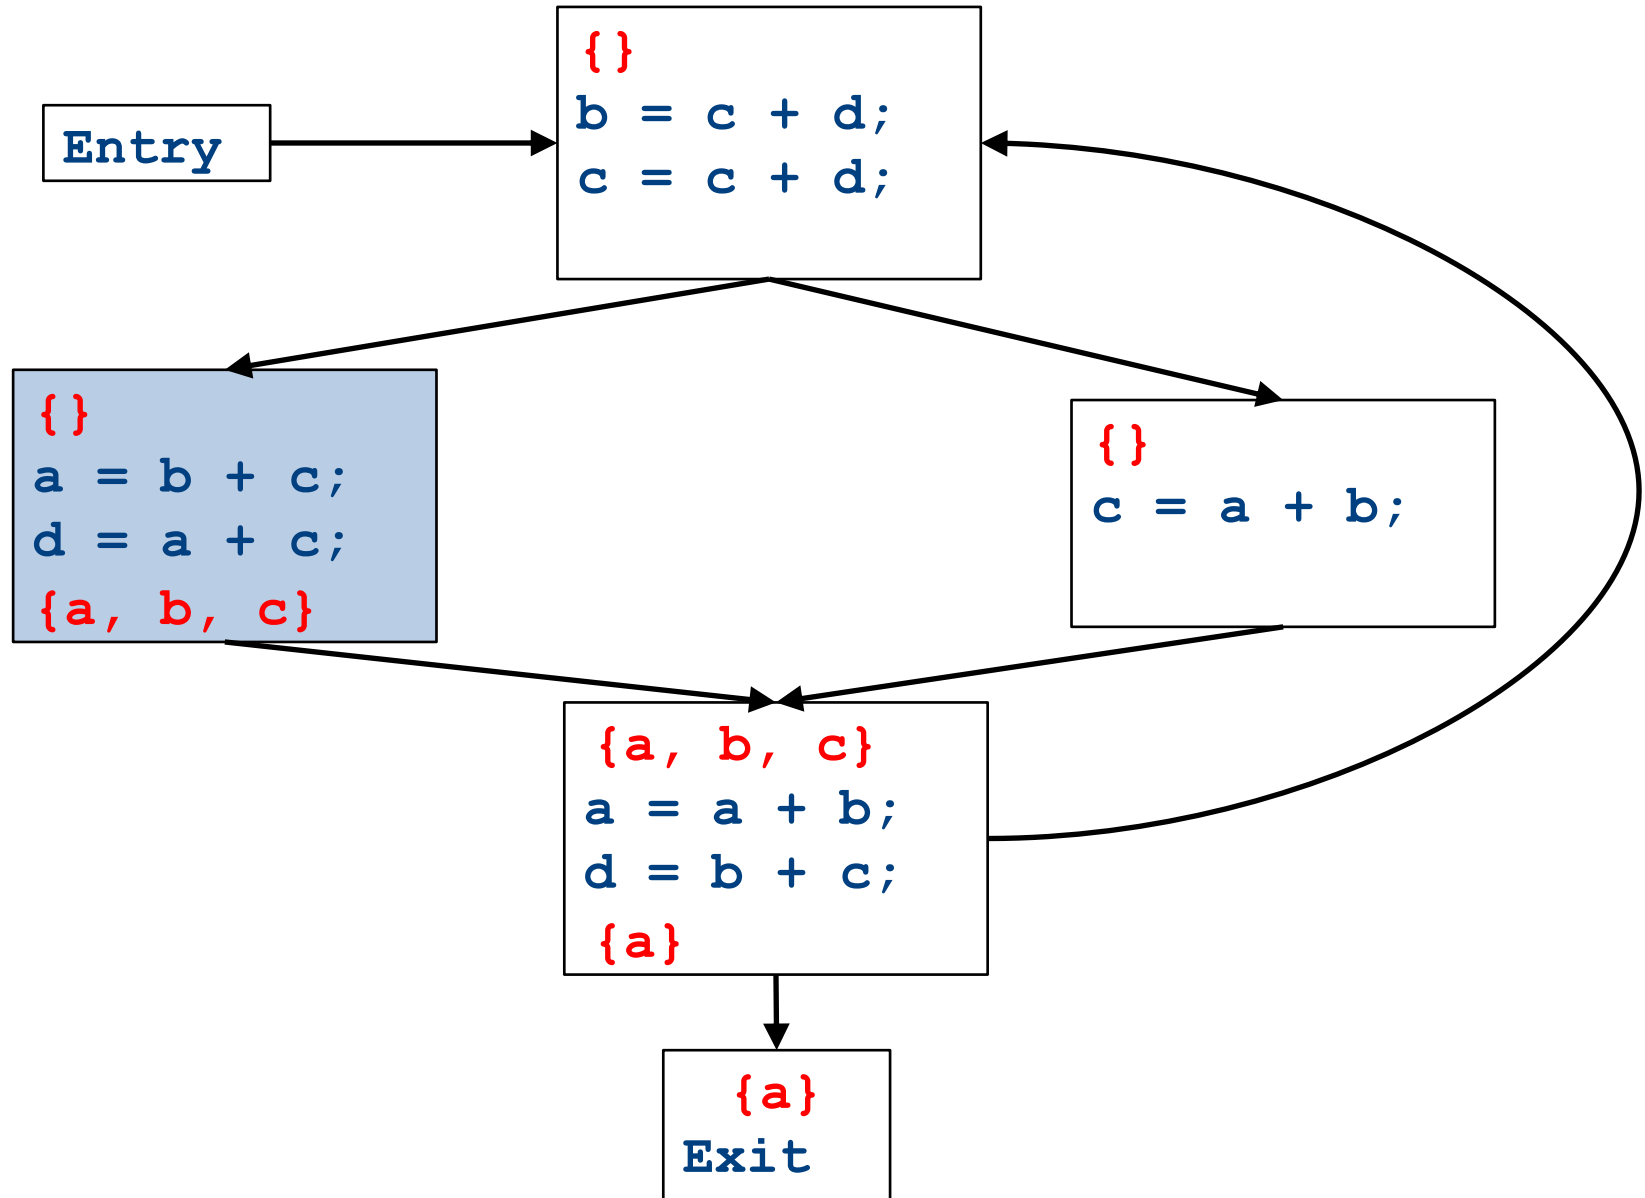 {}
b = c + d;
c = c + d;
Entry
{}
a = b + c;
d = a + c;
{a, b, c}
{}
c = a + b;
{a, b, c}
a = a + b;
d = b + c;
{a}
{a}
Exit